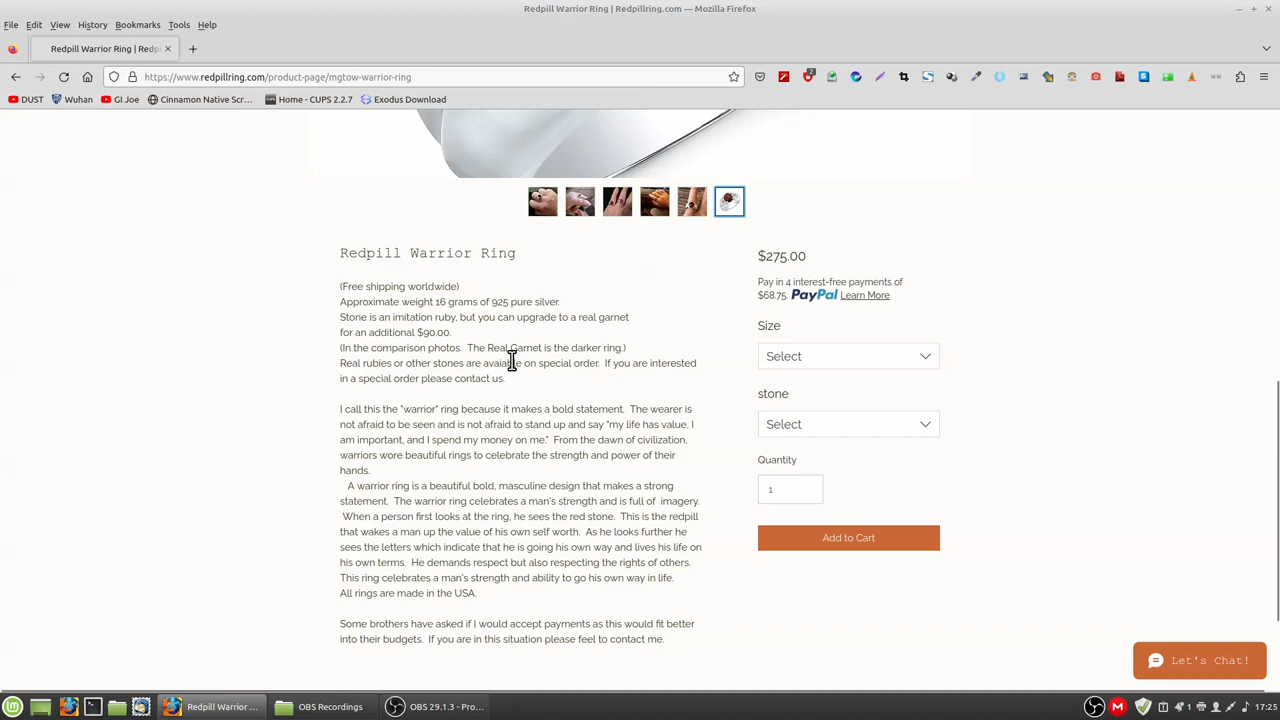 Redpill Warrior Ring | Redpillring.com — Mozilla Firefox
File Edit View History Bookmarks Tools Help
Redpill Warrior Ring | Redpi
https://www.redpillring.com/product-page/mgtow-warrior-ring
DUST Wuhan GI Joe Cinnamon Native Scr… Home - CUPS 2.2.7 Exodus Download
Redpill Warrior Ring
(Free shipping worldwide)
Approximate weight 16 grams of 925 pure silver.
Stone is an imitation ruby, but you can upgrade to a real garnet
for an additional $90.00.
(In the comparison photos. The Real Garnet is the darker ring.)
Real rubies or other stones are avaiable on special order. If you are interested
in a special order please contact us.
I call this the "warrior" ring because it makes a bold statement. The wearer is
not afraid to be seen and is not afraid to stand up and say "my life has value, I
am important, and I spend my money on me." From the dawn of civilization,
warriors wore beautiful rings to celebrate the strength and power of their
hands.
A warrior ring is a beautiful bold, masculine design that makes a strong
statement. The warrior ring celebrates a man's strength and is full of imagery.
When a person first looks at the ring, he sees the red stone. This is the redpill
that wakes a man up the value of his own self worth. As he looks further he
sees the letters which indicate that he is going his own way and lives his life on
his own terms. He demands respect but also respecting the rights of others.
This ring celebrates a man's strength and ability to go his own way in life.
All rings are made in the USA.
Some brothers have asked if I would accept payments as this would fit better
into their budgets. If you are in this situation please feel to contact me.
$275.00
Pay in 4 interest-free payments of
$68.75 PayPal Learn More
Size
Select
stone
Select
Quantity
1
Add to Cart
Let's Chat!
Redpill Warrior … OBS Recordings OBS 29.1.3 - Pro… 1 17:25